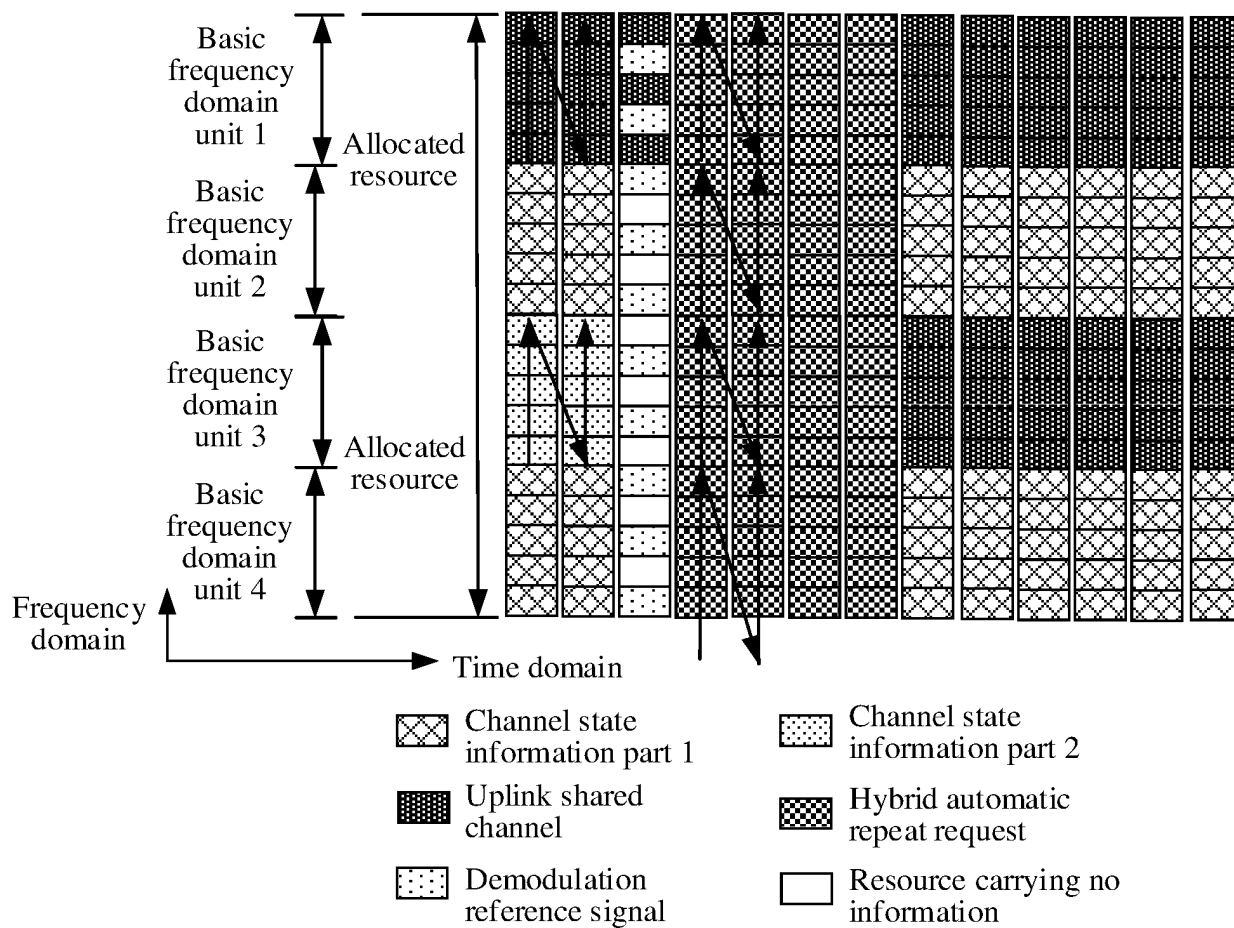 Basic
frequency
domain
unit 1
Allocated
resource
Basic
frequency
domain
unit 2
Basic
frequency
domain
unit 3
Allocated
resource
Basic
frequency
domain
unit 4
Frequency
domain
Time domain
Channel state
information part 1
Channel state
information part 2
Uplink shared
channel
Hybrid automatic
repeat request
Demodulation
reference signal
Resource carrying no
information